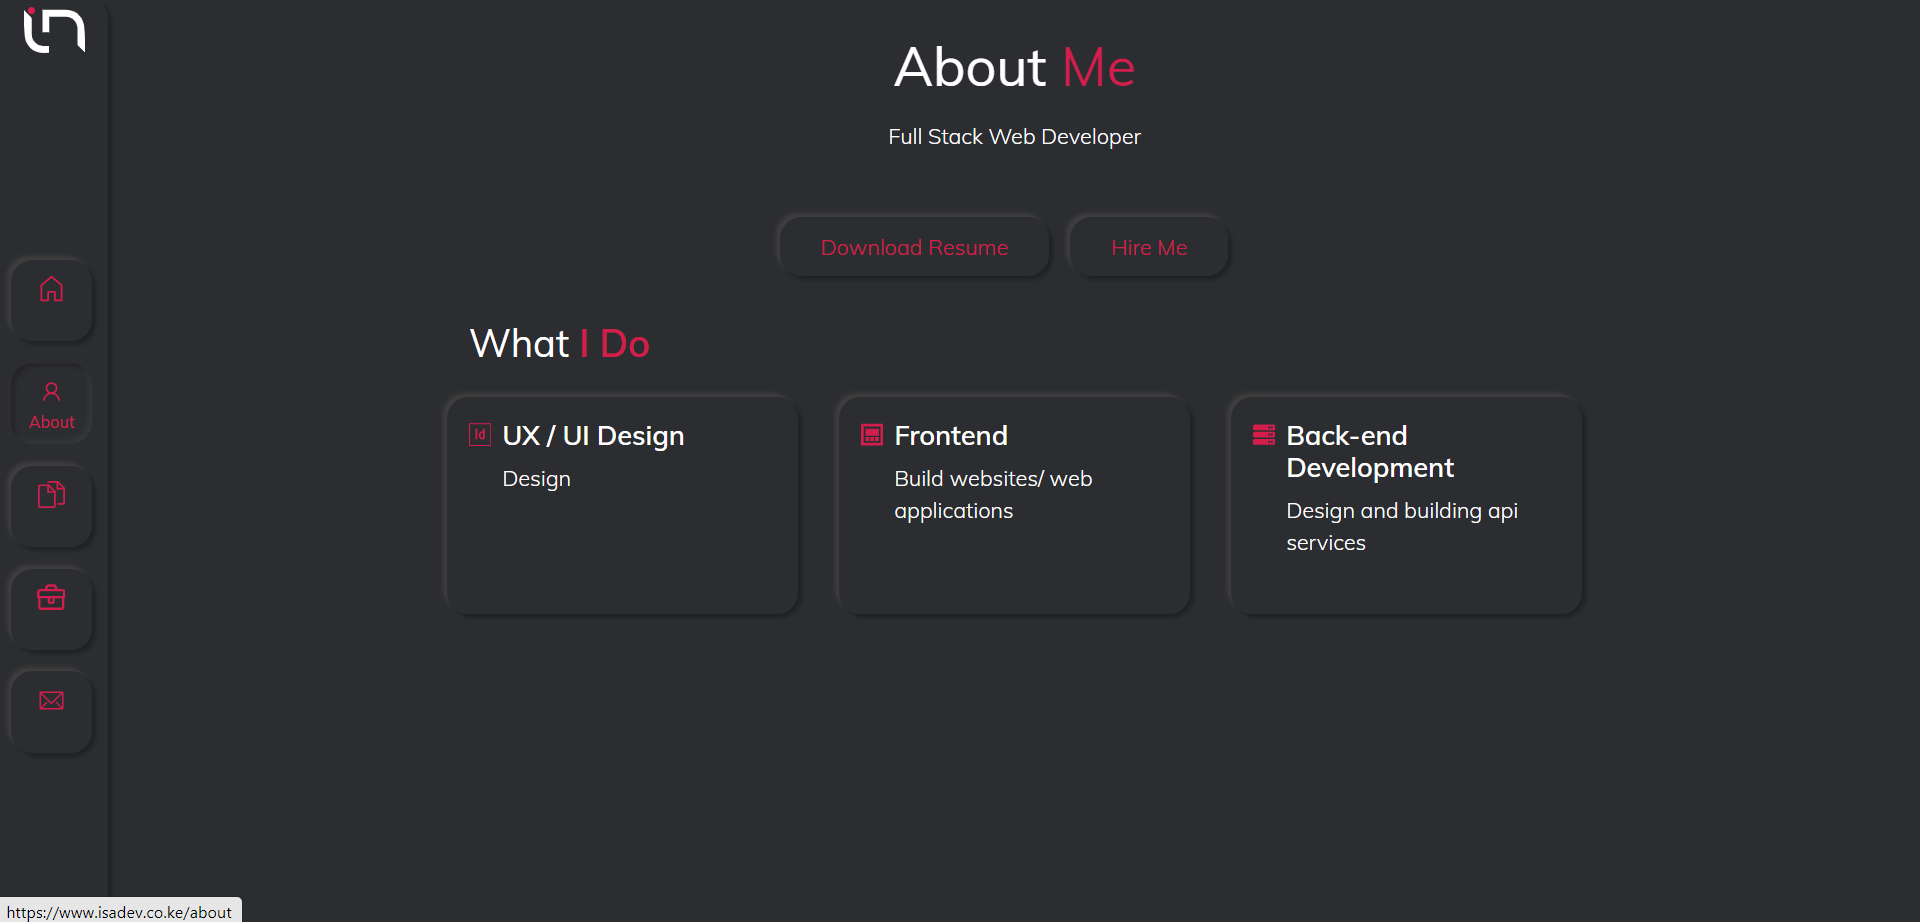 in
About Me
Full Stack Web Developer
Download Resume
Hire Me
About
What I Do
Id
UX / UI Design
Design
Frontend
Build websites/ web
applications
Back-end
Development
Design and building api
services
https://www.isadev.co.ke/about